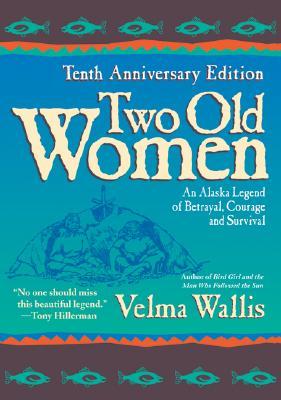 Tenth Anniversary Edition
Two Old
Women
An Alaska Legend
of Betrayal, Courage
and Survival
Author of Bird Girl and the
Man Who Followed the Sun
"No one should miss
this beautiful legend."
—Tony Hillerman
Velma Wallis